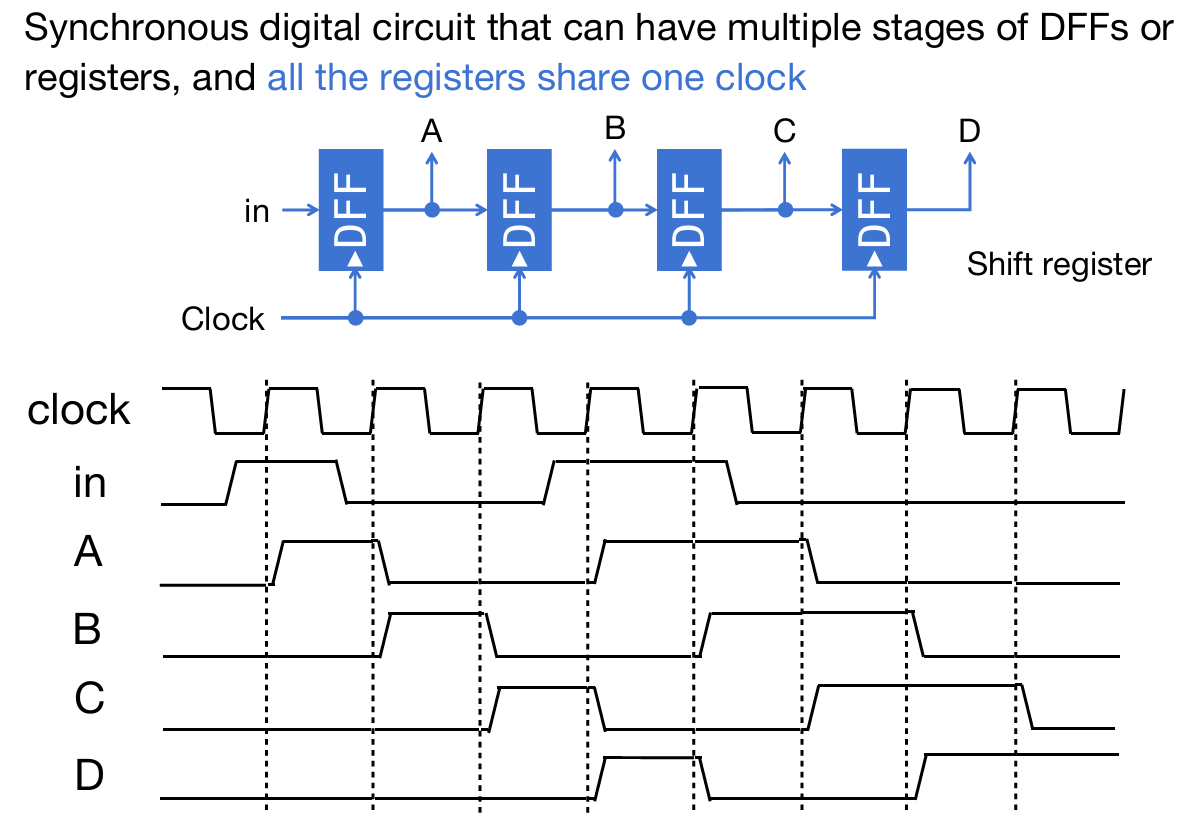 Synchronous digital circuit that can have multiple stages of DFFs or
registers, and all the registers share one clock
A B C D
in DFF DFF DFF DFF
Shift register
Clock
clock
in
A
B
C
D